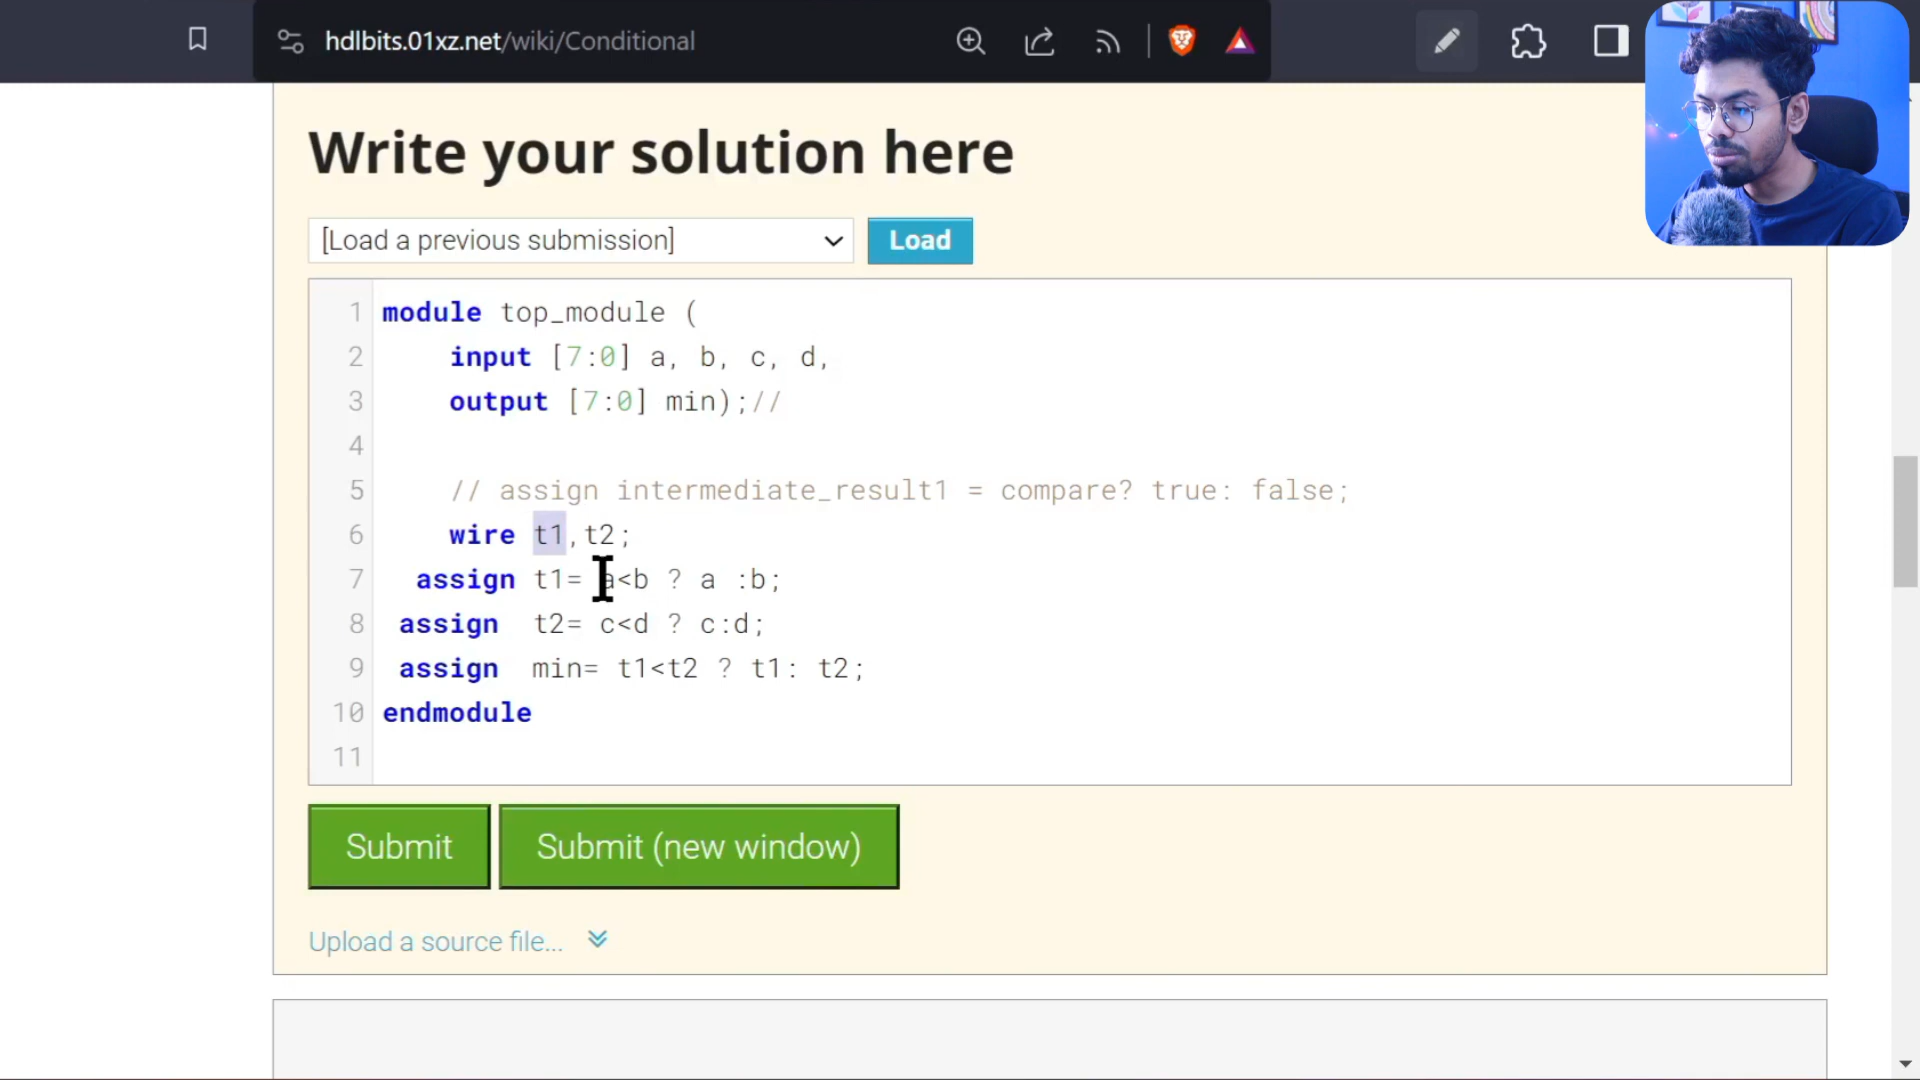 hdlbits.01xz.net/wiki/Conditional
Write your solution here
[Load a previous submission]
Load
1 module top_module (
2 input [7:0] a, b, c, d,
3 output [7:0] min);//
4
5 // assign intermediate_result1 = compare? true: false;
6 wire t1,t2;
7 assign t1= a<b ? a :b;
8 assign t2= c<d ? c:d;
9 assign min= t1<t2 ? t1: t2;
10 endmodule
11
Submit
Submit (new window)
Upload a source file...